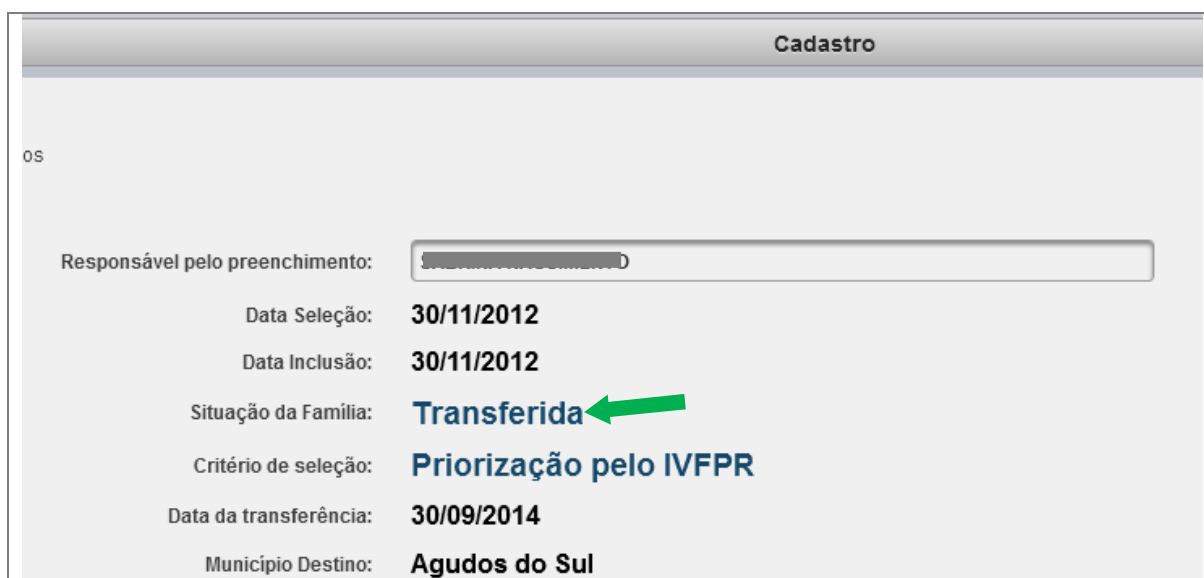 Cadastro
os
Responsável pelo preenchimento:
Data Seleção: 30/11/2012
Data Inclusão: 30/11/2012
Situação da Família: Transferida
Critério de seleção: Priorização pelo IVFPR
Data da transferência: 30/09/2014
Município Destino: Agudos do Sul